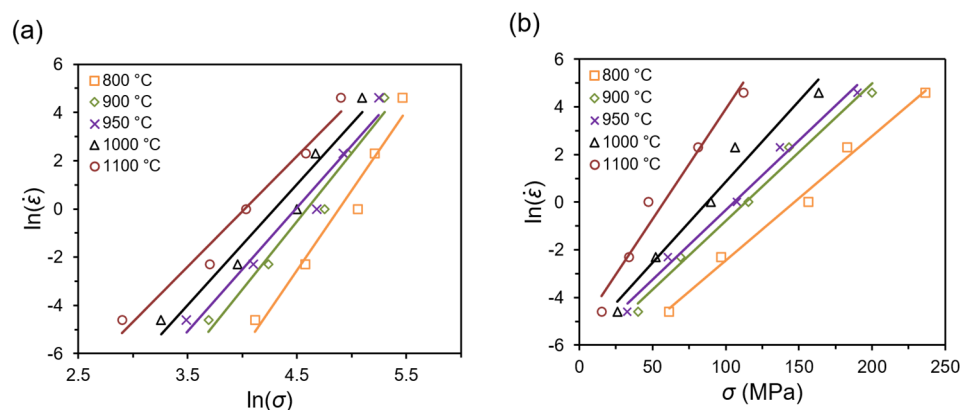 (a)
6
4
2
0
-2
-4
-6
2.5 3.5 4.5 5.5
ln(ε̇)
ln(σ)
800 °C
900 °C
950 °C
1000 °C
1100 °C
(b)
6
4
2
0
-2
-4
-6
0 50 100 150 200 250
ln(ε̇)
σ (MPa)
800 °C
900 °C
950 °C
1000 °C
1100 °C